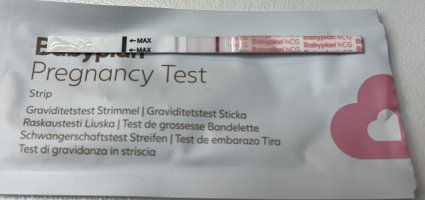 ←MAX Babyplan hCG Babyplan hCG
←MAX
Babyplan
Pregnancy Test
Strip
Graviditetstest Strimmel | Graviditetstest Sticka
Raskaustesti Liuska | Test de grossesse Bandelette
Schwangerschaftstest Streifen | Test de embarazo Tira
Test di gravidanza in striscia